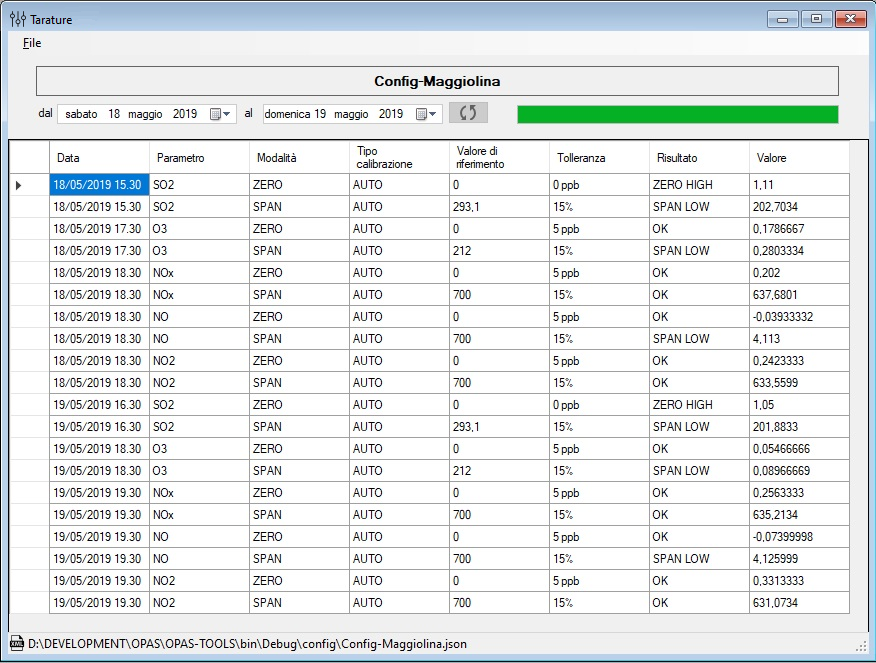 Tarature
File
Config-Maggiolina
dal sabato 18 maggio 2019 al domenica 19 maggio 2019
Data Parametro Modalità Tipo calibrazione Valore di riferimento Tolleranza Risultato Valore
18/05/2019 15.30 SO2 ZERO AUTO 0 0 ppb ZERO HIGH 1,11
18/05/2019 15.30 SO2 SPAN AUTO 293,1 15% SPAN LOW 202,7034
18/05/2019 17.30 O3 ZERO AUTO 0 5 ppb OK 0,1786667
18/05/2019 17.30 O3 SPAN AUTO 212 15% SPAN LOW 0,2803334
18/05/2019 18.30 NOx ZERO AUTO 0 5 ppb OK 0,202
18/05/2019 18.30 NOx SPAN AUTO 700 15% OK 637,6801
18/05/2019 18.30 NO ZERO AUTO 0 5 ppb OK -0,03933332
18/05/2019 18.30 NO SPAN AUTO 700 15% SPAN LOW 4,113
18/05/2019 18.30 NO2 ZERO AUTO 0 5 ppb OK 0,2423333
18/05/2019 18.30 NO2 SPAN AUTO 700 15% OK 633,5599
19/05/2019 16.30 SO2 ZERO AUTO 0 0 ppb ZERO HIGH 1,05
19/05/2019 16.30 SO2 SPAN AUTO 293,1 15% SPAN LOW 201,8833
19/05/2019 18.30 O3 ZERO AUTO 0 5 ppb OK 0,05466666
19/05/2019 18.30 O3 SPAN AUTO 212 15% SPAN LOW 0,08966669
19/05/2019 19.30 NOx ZERO AUTO 0 5 ppb OK 0,2563333
19/05/2019 19.30 NOx SPAN AUTO 700 15% OK 635,2134
19/05/2019 19.30 NO ZERO AUTO 0 5 ppb OK -0,07399998
19/05/2019 19.30 NO SPAN AUTO 700 15% SPAN LOW 4,125999
19/05/2019 19.30 NO2 ZERO AUTO 0 5 ppb OK 0,3313333
19/05/2019 19.30 NO2 SPAN AUTO 700 15% OK 631,0734
D:\DEVELOPMENT\OPAS\OPAS-TOOLS\bin\Debug\config\Config-Maggiolina.json